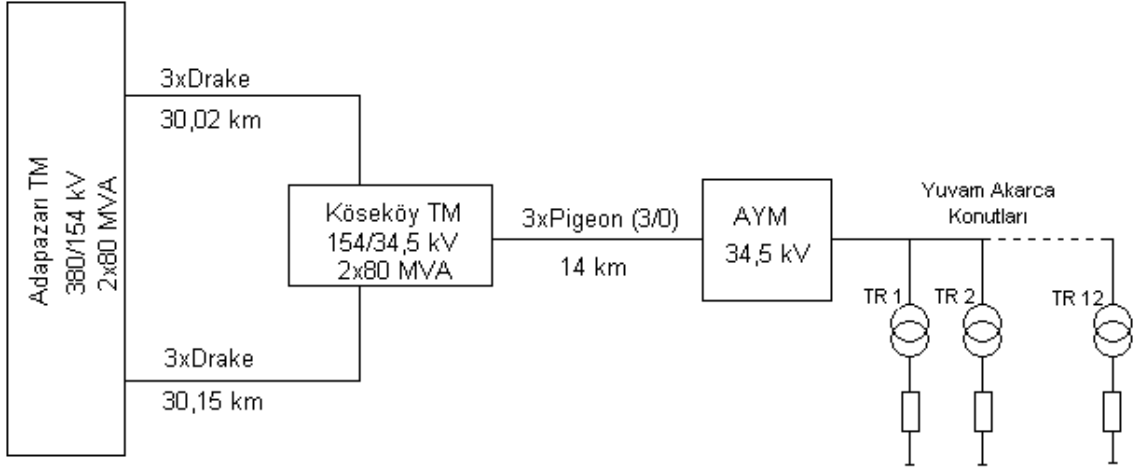 Adapazarı TM
380/154 kV
2x80 MVA
3xDrake
30,02 km
3xDrake
30,15 km
Köseköy TM
154/34,5 kV
2x80 MVA
3xPigeon (3/0)
14 km
AYM
34,5 kV
Yuvam Akarca
Konutları
TR 1
TR 2
TR 12